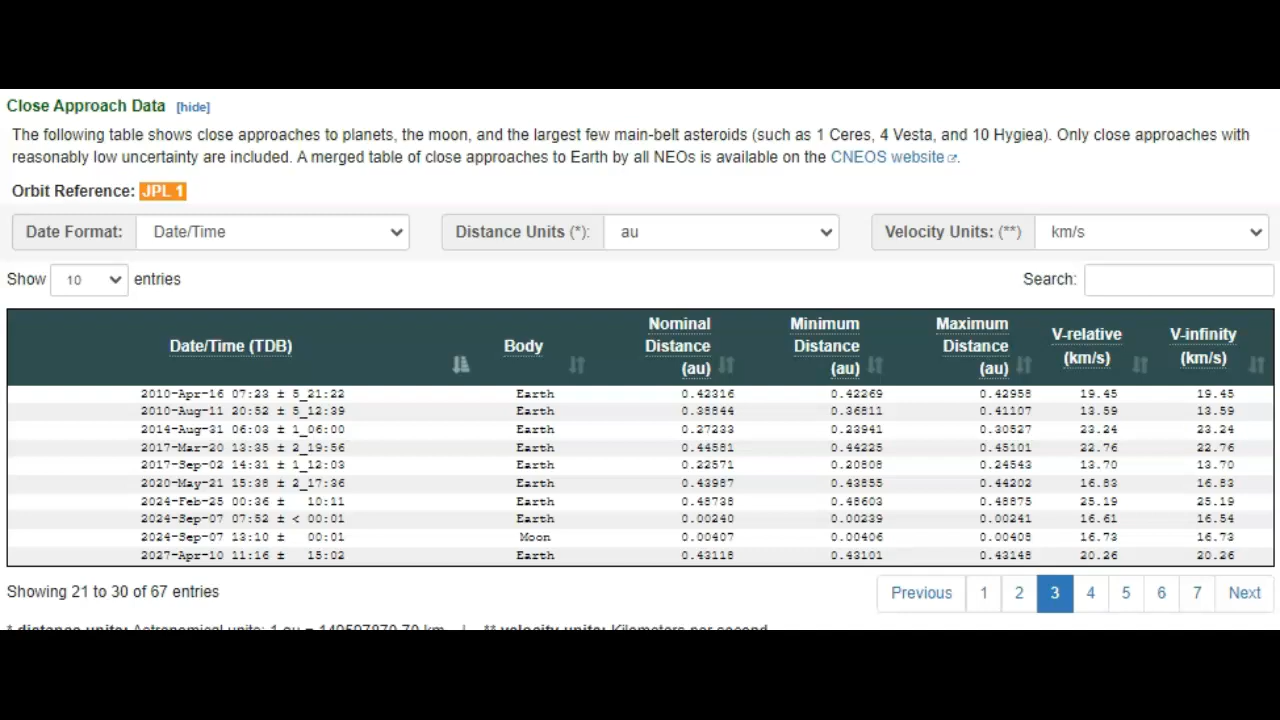 Close Approach Data [hide]
The following table shows close approaches to planets, the moon, and the largest few main-belt asteroids (such as 1 Ceres, 4 Vesta, and 10 Hygiea). Only close approaches with
reasonably low uncertainty are included. A merged table of close approaches to Earth by all NEOs is available on the CNEOS website.
Orbit Reference: JPL 1
Date Format: Date/Time Distance Units (*): au Velocity Units: (**) km/s
Show 10 entries Search:
Date/Time (TDB) Body Nominal Distance (au) Minimum Distance (au) Maximum Distance (au) V-relative (km/s) V-infinity (km/s)
2010-Apr-16 07:23 ± 5_21:22 Earth 0.42316 0.42269 0.42958 19.45 19.45
2010-Aug-11 20:52 ± 5_12:39 Earth 0.38844 0.36811 0.41107 13.59 13.59
2014-Aug-31 06:03 ± 1_06:00 Earth 0.27233 0.23941 0.30527 23.24 23.24
2017-Mar-20 13:35 ± 2_19:56 Earth 0.44581 0.44225 0.45101 22.76 22.76
2017-Sep-02 14:31 ± 1_12:03 Earth 0.22571 0.20808 0.24543 13.70 13.70
2020-May-21 15:38 ± 2_17:36 Earth 0.43987 0.43855 0.44202 16.83 16.83
2024-Feb-25 00:36 ± 10:11 Earth 0.48738 0.48603 0.48875 25.19 25.19
2024-Sep-07 07:52 ± < 00:01 Earth 0.00240 0.00239 0.00241 16.61 16.54
2024-Sep-07 13:10 ± 00:01 Moon 0.00407 0.00406 0.00408 16.73 16.73
2027-Apr-10 11:16 ± 15:02 Earth 0.43118 0.43101 0.43148 20.26 20.26
Showing 21 to 30 of 67 entries Previous 1 2 3 4 5 6 7 Next
* distance units: Astronomical units: 1 au = 149597870.70 km | ** velocity units: Kilometers per second